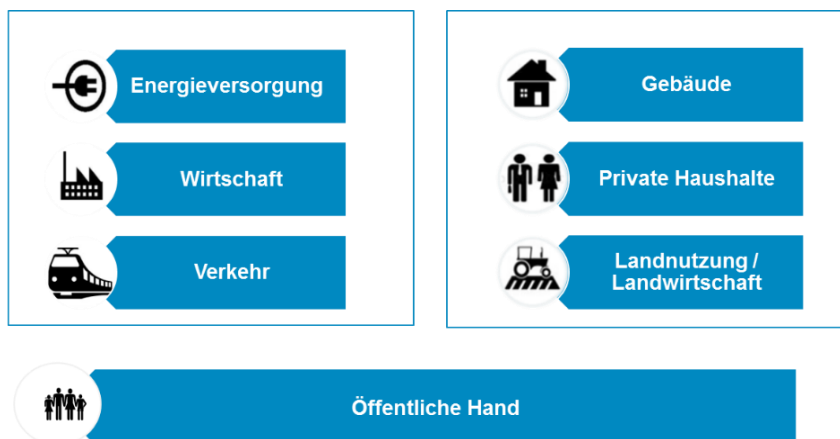 Energieversorgung
Wirtschaft
Verkehr
Gebäude
Private Haushalte
Landnutzung /
Landwirtschaft
Öffentliche Hand